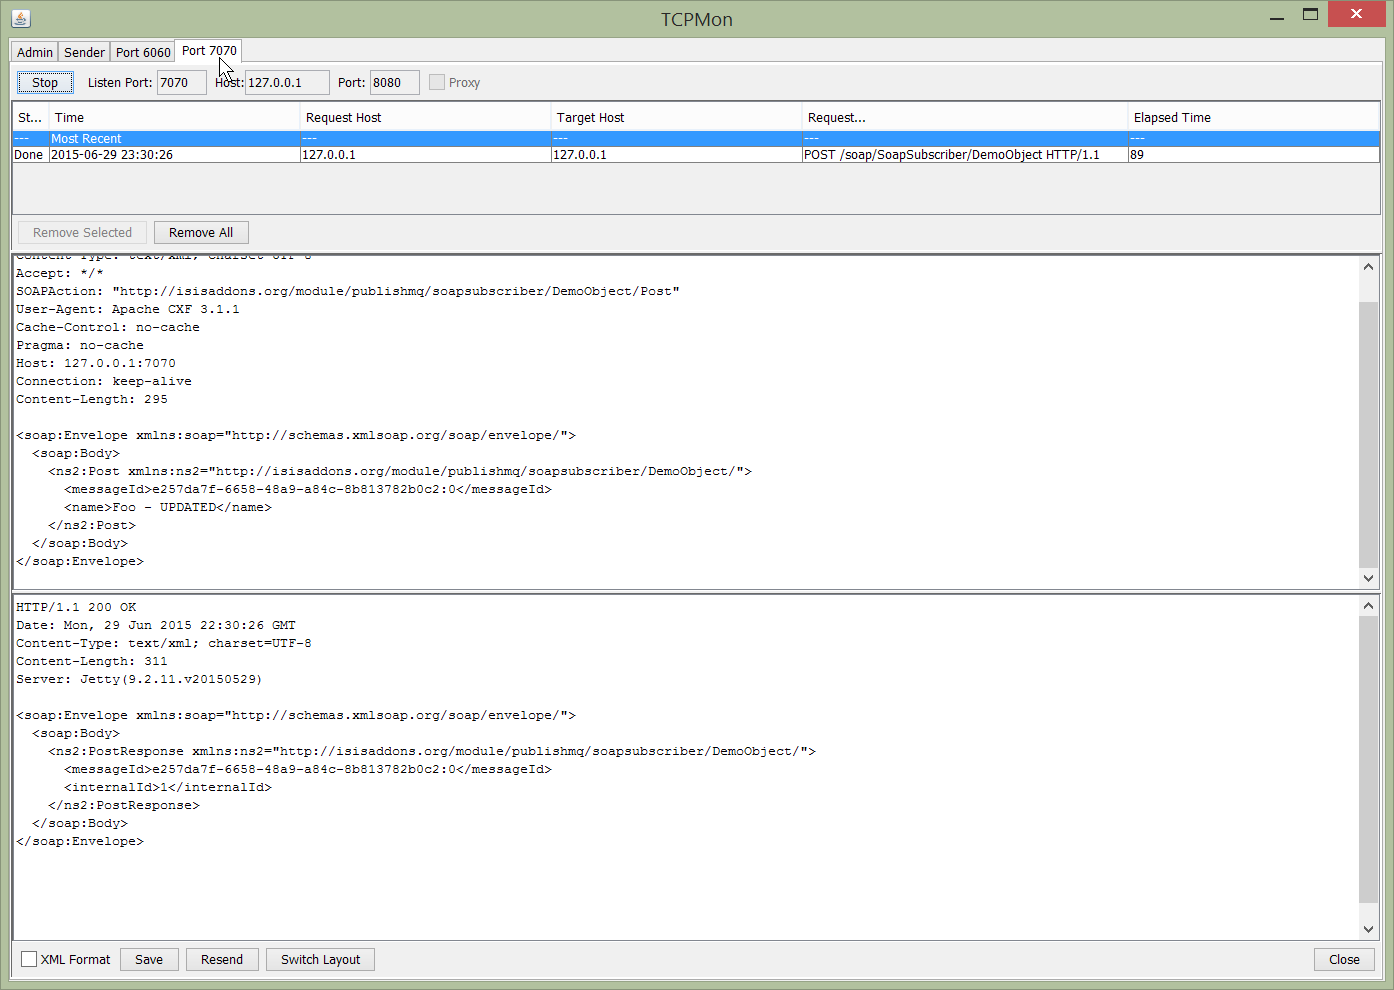 TCPMon
Admin Sender Port 6060 Port 7070
Stop Listen Port: 7070 Host: 127.0.0.1 Port: 8080 Proxy
St... Time Request Host Target Host Request... Elapsed Time
--- Most Recent --- --- --- ---
Done 2015-06-29 23:30:26 127.0.0.1 127.0.0.1 POST /soap/SoapSubscriber/DemoObject HTTP/1.1 89
Remove Selected Remove All
Content-Type: text/xml; charset=UTF-8
Accept: */*
SOAPAction: "http://isisaddons.org/module/publishmq/soapsubscriber/DemoObject/Post"
User-Agent: Apache CXF 3.1.1
Cache-Control: no-cache
Pragma: no-cache
Host: 127.0.0.1:7070
Connection: keep-alive
Content-Length: 295
<soap:Envelope xmlns:soap="http://schemas.xmlsoap.org/soap/envelope/">
<soap:Body>
<ns2:Post xmlns:ns2="http://isisaddons.org/module/publishmq/soapsubscriber/DemoObject/">
<messageId>e257da7f-6658-48a9-a84c-8b813782b0c2:0</messageId>
<name>Foo - UPDATED</name>
</ns2:Post>
</soap:Body>
</soap:Envelope>
HTTP/1.1 200 OK
Date: Mon, 29 Jun 2015 22:30:26 GMT
Content-Type: text/xml; charset=UTF-8
Content-Length: 311
Server: Jetty(9.2.11.v20150529)
<soap:Envelope xmlns:soap="http://schemas.xmlsoap.org/soap/envelope/">
<soap:Body>
<ns2:PostResponse xmlns:ns2="http://isisaddons.org/module/publishmq/soapsubscriber/DemoObject/">
<messageId>e257da7f-6658-48a9-a84c-8b813782b0c2:0</messageId>
<internalId>1</internalId>
</ns2:PostResponse>
</soap:Body>
</soap:Envelope>
XML Format Save Resend Switch Layout Close